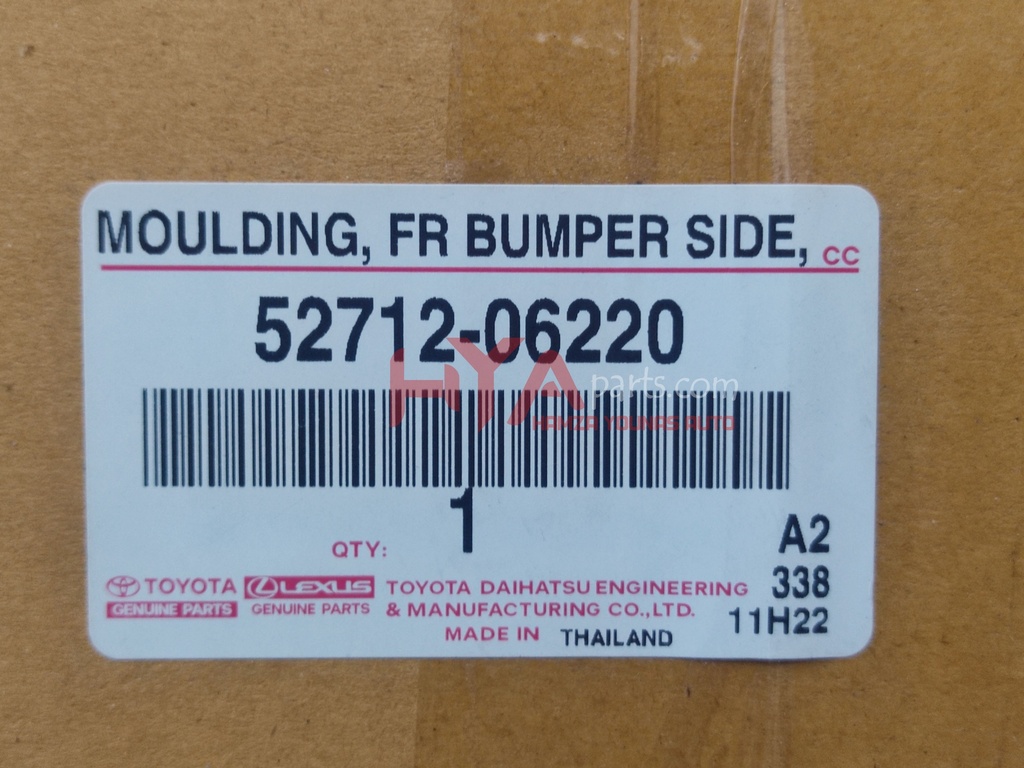 MOULDING, FR BUMPER SIDE, CC
52712-06220
HYA parts.com
HAMZA YOUNAS AUTO
1
QTY:
A2
TOYOTA LEXUS TOYOTA DAIHATSU ENGINEERING 338
GENUINE PARTS GENUINE PARTS & MANUFACTURING CO.,LTD. 11H22
MADE IN THAILAND